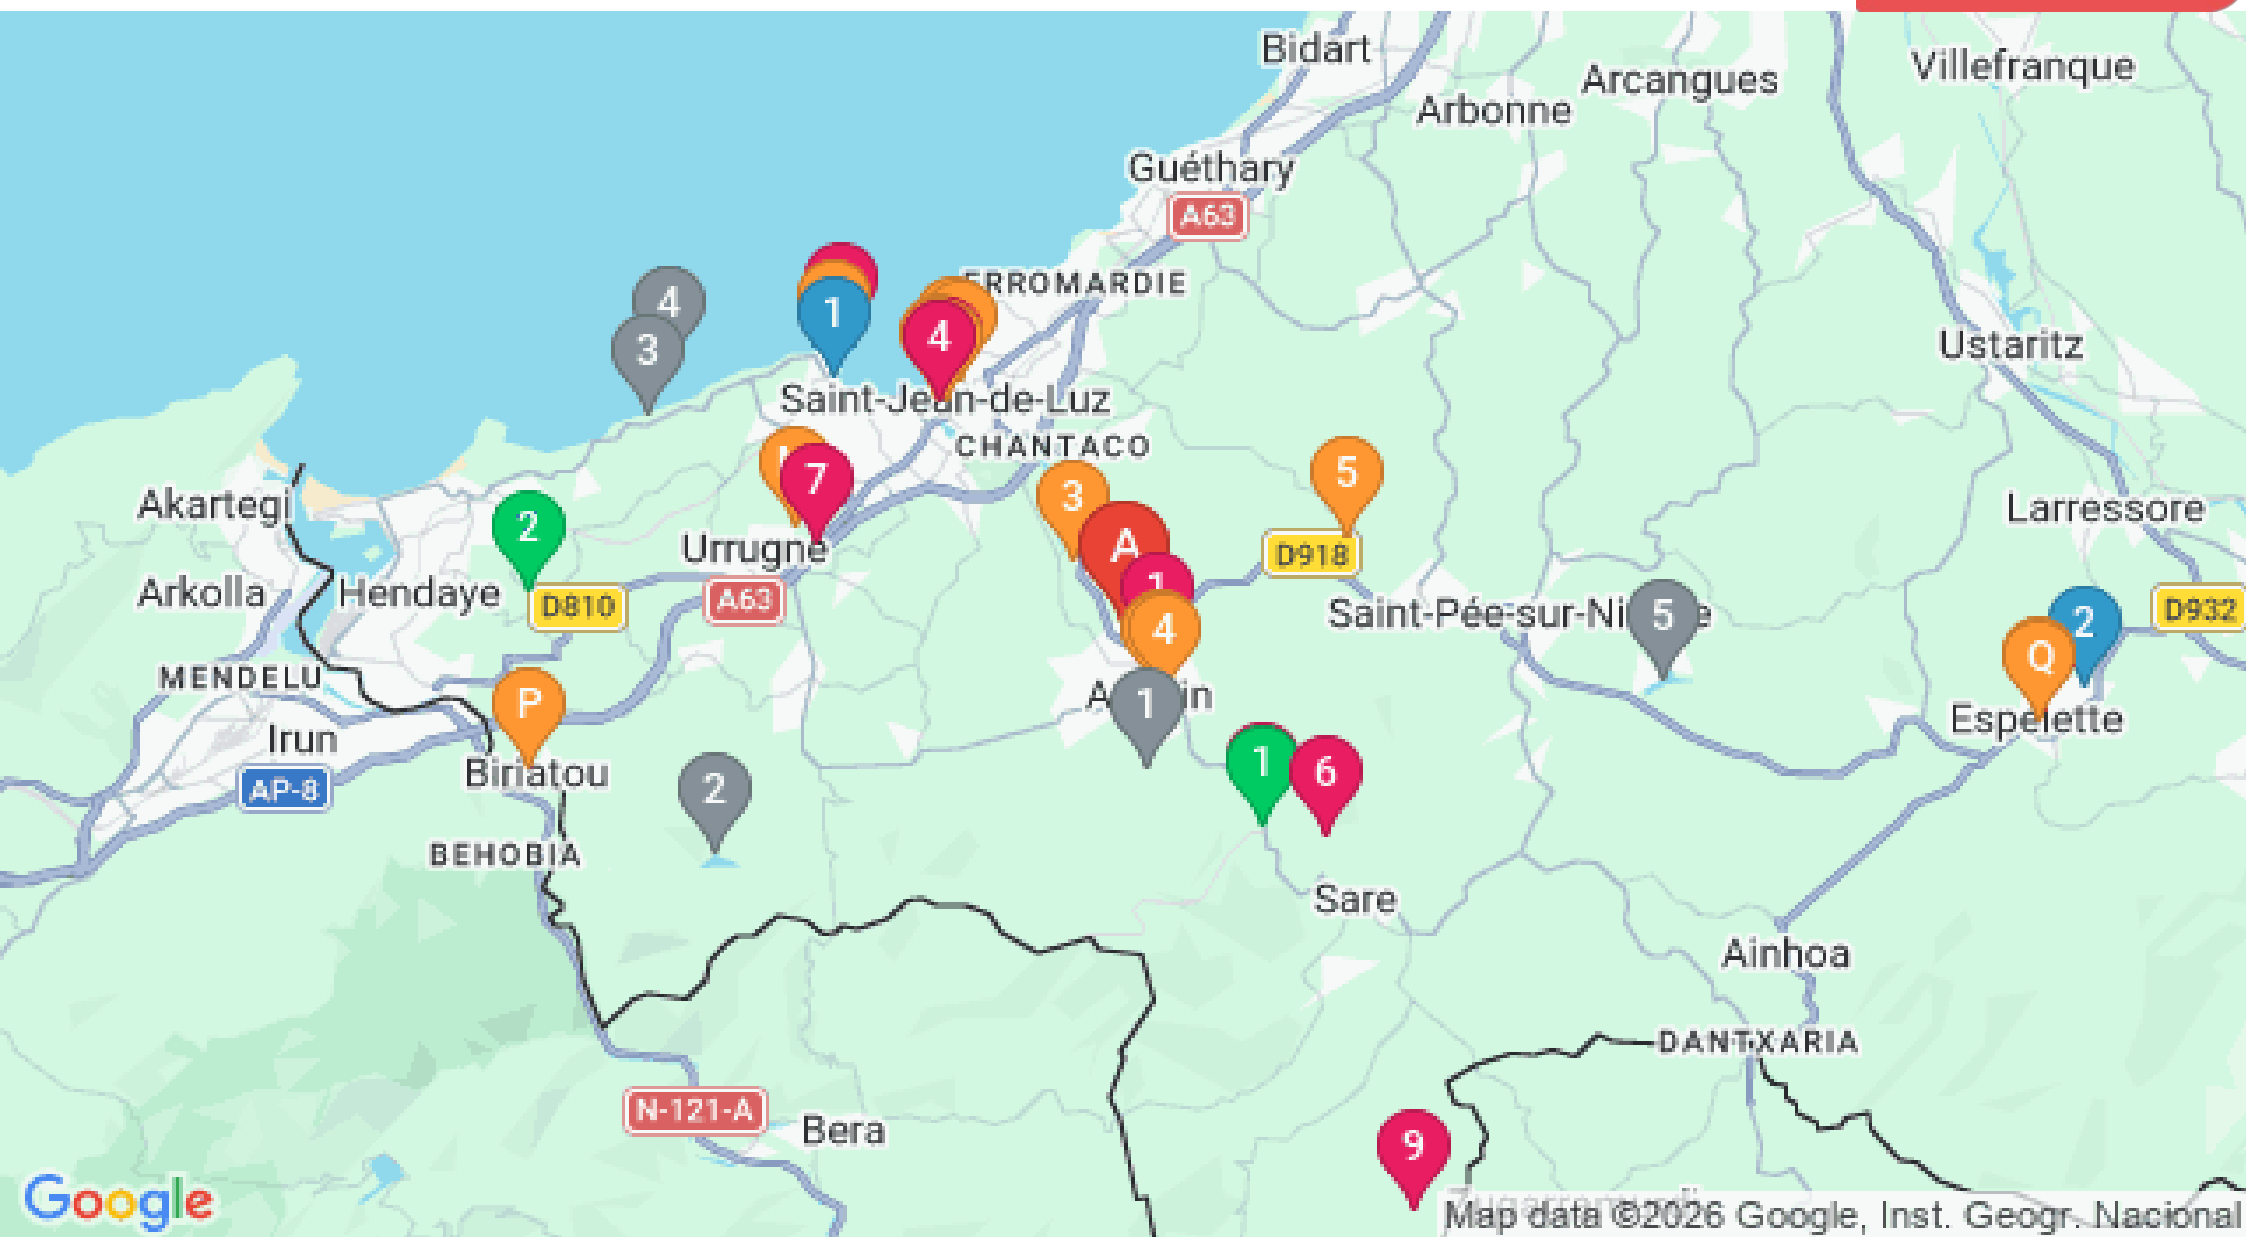 Bidart
Villefranque
Arcangues
Arbonne
Guéthary
A63
ERROMARDIE
4
1
3
4
Ustaritz
Saint-Jean-de-Luz
CHANTACO
7
5
3
Akartegi
2
Larressore
A
Urrugne
D918
1
Arkolla
Hendaye
D810
A63
4
Saint-Pée-sur-Ni
5
2
D932
Q
MENDELU
P
1
Espelette
Irun
1
6
Biriatou
AP-8
2
BEHOBIA
Sare
Ainhoa
DANTXARIA
N-121-A
Bera
9
Google
Map data ©2026 Google, Inst. Geogr. Nacional